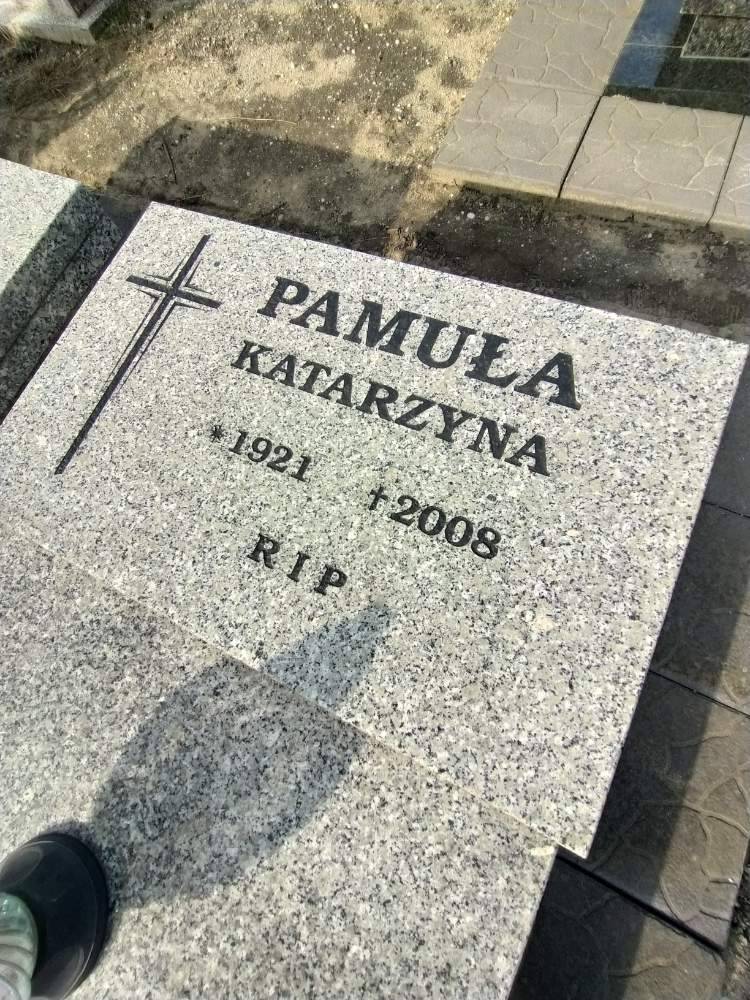 PAMUŁA
KATARZYNA
*1921 †2008
RIP